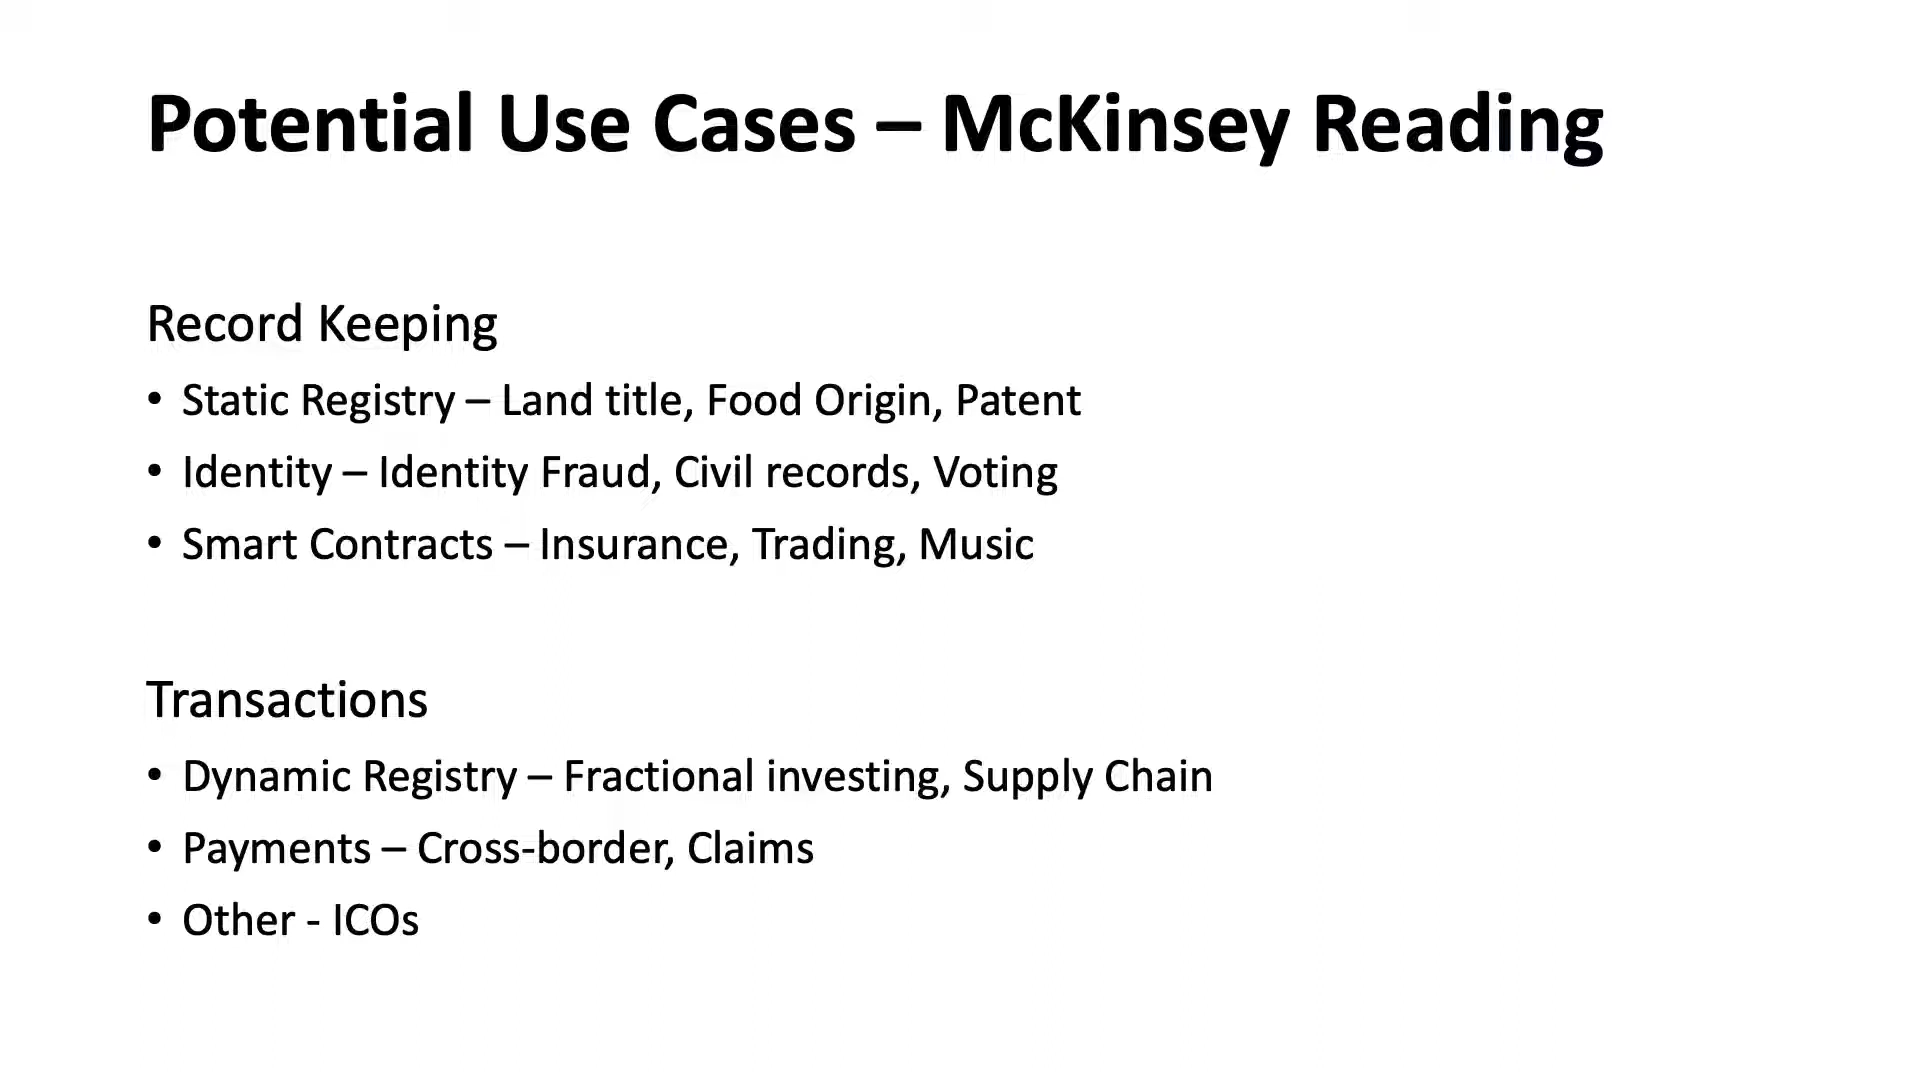 Potential Use Cases – McKinsey Reading
Record Keeping
• Static Registry – Land title, Food Origin, Patent
• Identity – Identity Fraud, Civil records, Voting
• Smart Contracts – Insurance, Trading, Music
Transactions
• Dynamic Registry – Fractional investing, Supply Chain
• Payments – Cross-border, Claims
• Other - ICOs